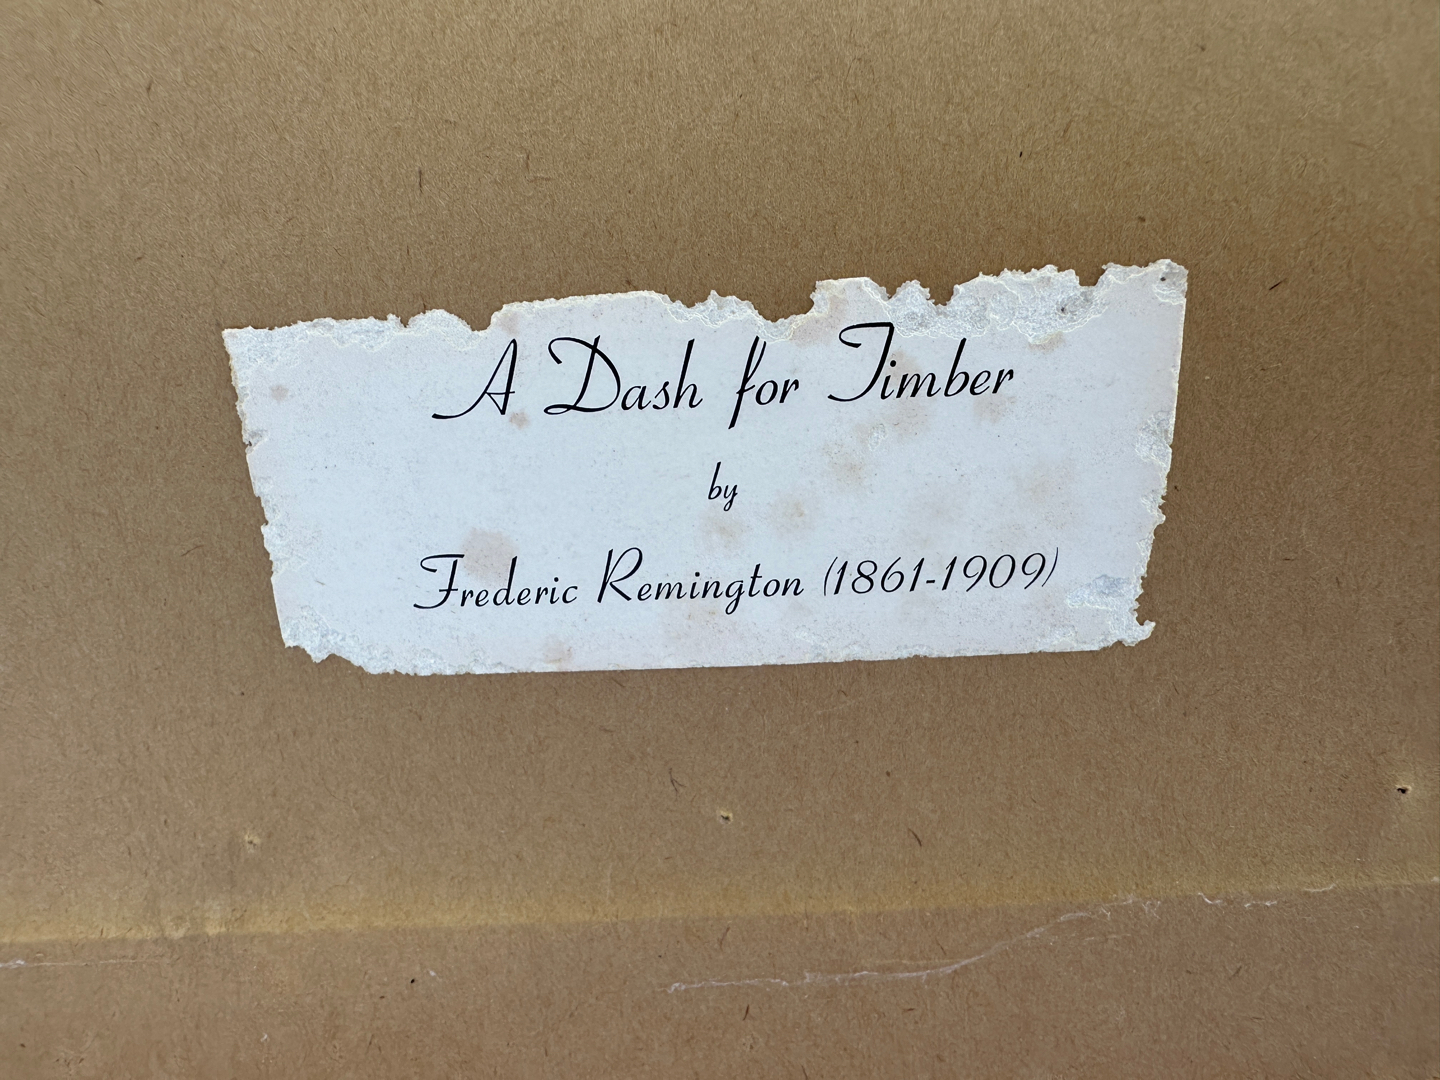 A Dash for Timber
by
Frederic Remington (1861-1909)